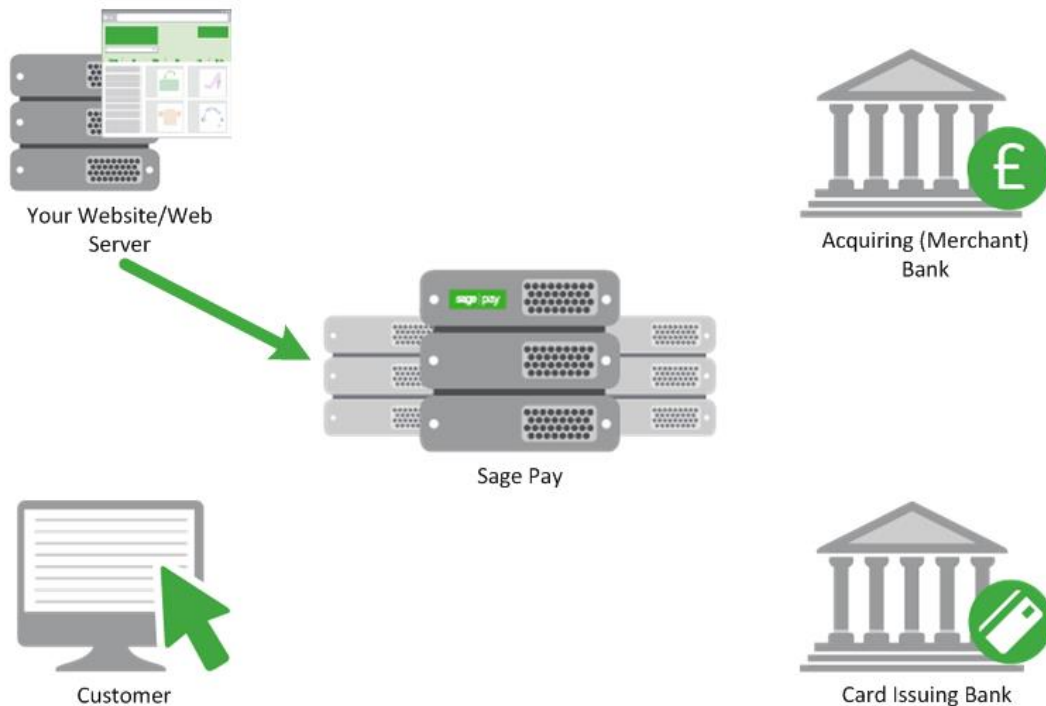 Your Website/Web
Server
£
Acquiring (Merchant)
Bank
sage pay
Sage Pay
Customer
Card Issuing Bank